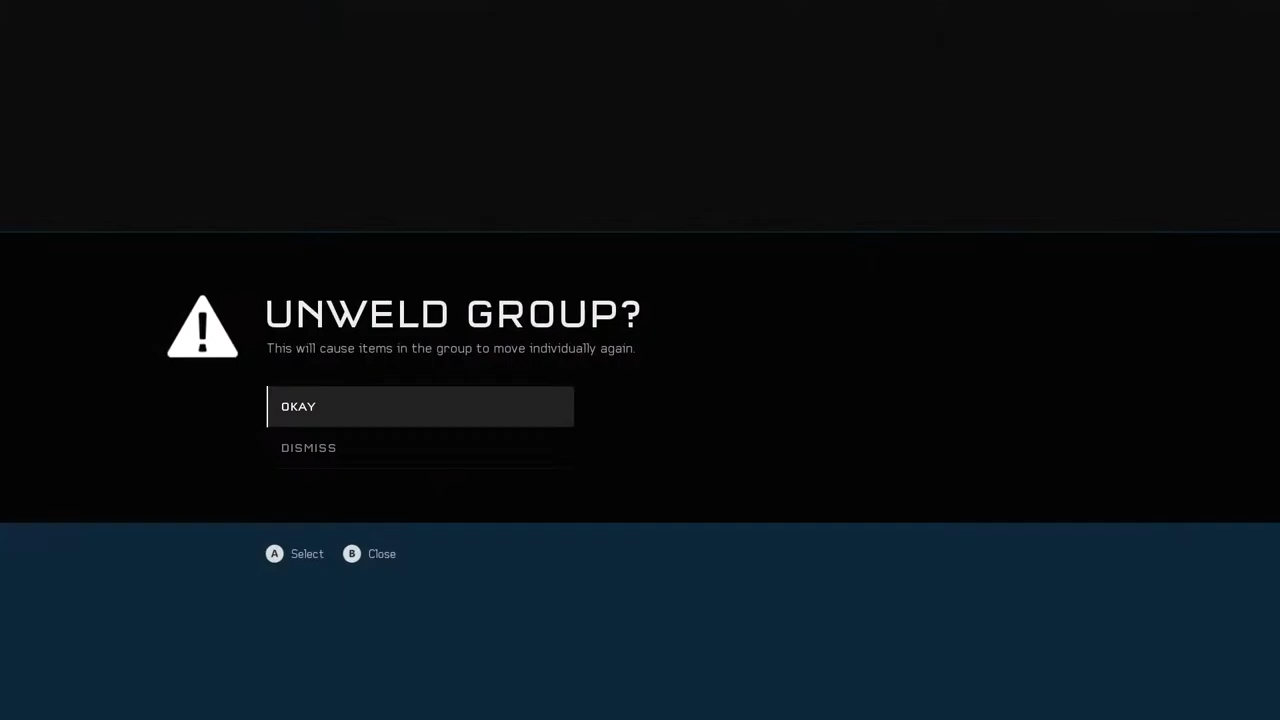 UNWELD GROUP?
This will cause items in the group to move individually again.
OKAY
DISMISS
A Select B Close